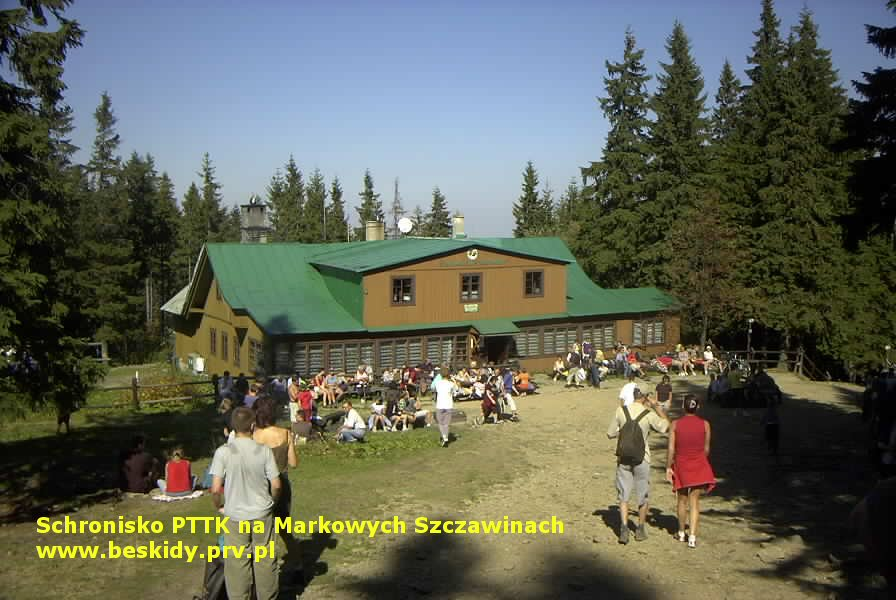 Schronisko PTTK na Markowych Szczawinach
www.beskidy.prv.pl